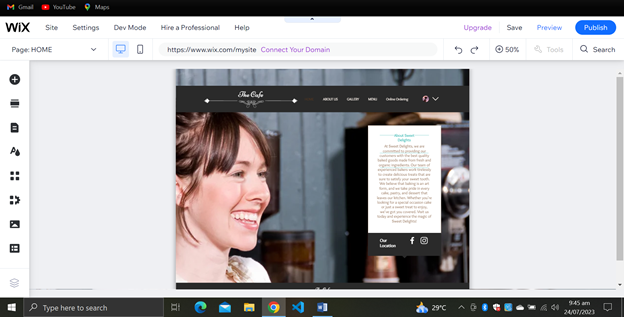 Gmail YouTube Maps
WiX Site Settings Dev Mode Hire a Professional Help Upgrade Save Preview Publish
Page: HOME https://www.wix.com/mysite Connect Your Domain 50% Tools Search
The Cafe
ABOUT US GALLERY MENU Online Ordering
About Sweet
Delights
At Sweet Delights, we are
committed to providing our
customers with the best quality
baked goods made from fresh and
organic ingredients. Our team of
experienced bakers work tirelessly
to create delicious treats that are
sure to satisfy your sweet tooth.
We believe that baking is an art
form, and we take pride in every
cake, pastry, and dessert that
leaves our kitchen. Whether you're
looking for a special occasion cake
or just a sweet treat to enjoy,
we've got you covered. Visit us
today and experience the magic of
Sweet Delights!
Our
Location
Type here to search
29°C
9:45 am
24/07/2023